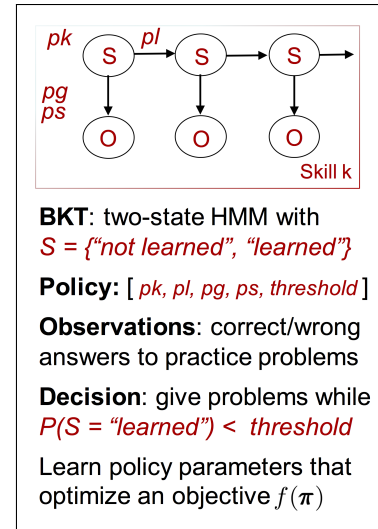 pk S pl S S
pg
ps O O O
Skill k
BKT: two-state HMM with
S = {“not learned”, “learned”}
Policy: [ pk, pl, pg, ps, threshold ]
Observations: correct/wrong
answers to practice problems
Decision: give problems while
P(S = “learned”) < threshold
Learn policy parameters that
optimize an objective f(π)